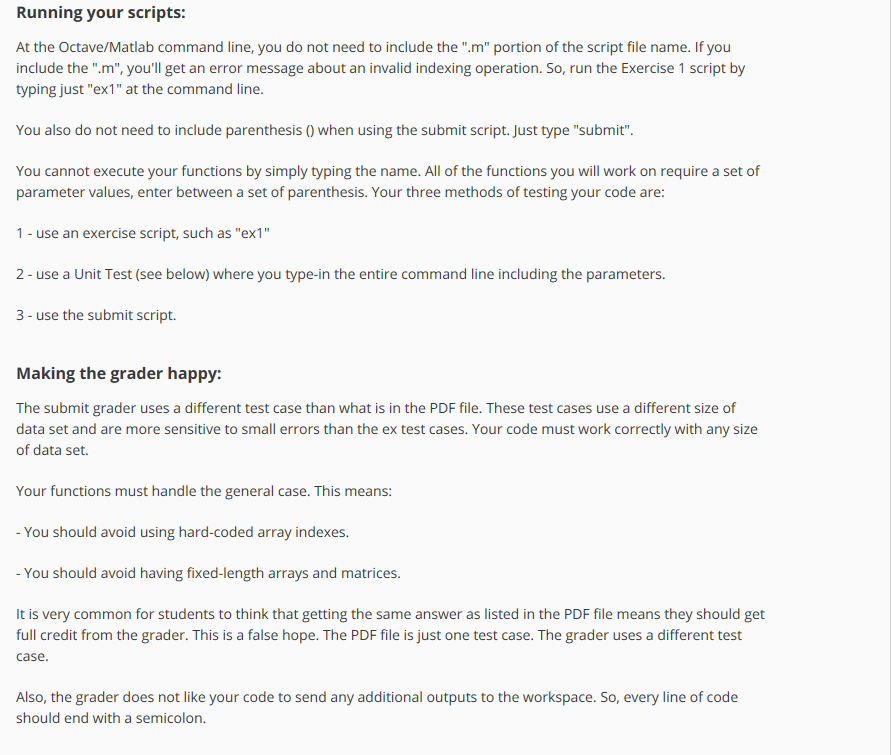 Running your scripts:
At the Octave/Matlab command line, you do not need to include the ".m" portion of the script file name. If you
include the ".m", you'll get an error message about an invalid indexing operation. So, run the Exercise 1 script by
typing just "ex1" at the command line.
You also do not need to include parenthesis () when using the submit script. Just type "submit".
You cannot execute your functions by simply typing the name. All of the functions you will work on require a set of
parameter values, enter between a set of parenthesis. Your three methods of testing your code are:
1 - use an exercise script, such as "ex1"
2 - use a Unit Test (see below) where you type-in the entire command line including the parameters.
3 - use the submit script.
Making the grader happy:
The submit grader uses a different test case than what is in the PDF file. These test cases use a different size of
data set and are more sensitive to small errors than the ex test cases. Your code must work correctly with any size
of data set.
Your functions must handle the general case. This means:
- You should avoid using hard-coded array indexes.
- You should avoid having fixed-length arrays and matrices.
It is very common for students to think that getting the same answer as listed in the PDF file means they should get
full credit from the grader. This is a false hope. The PDF file is just one test case. The grader uses a different test
case.
Also, the grader does not like your code to send any additional outputs to the workspace. So, every line of code
should end with a semicolon.